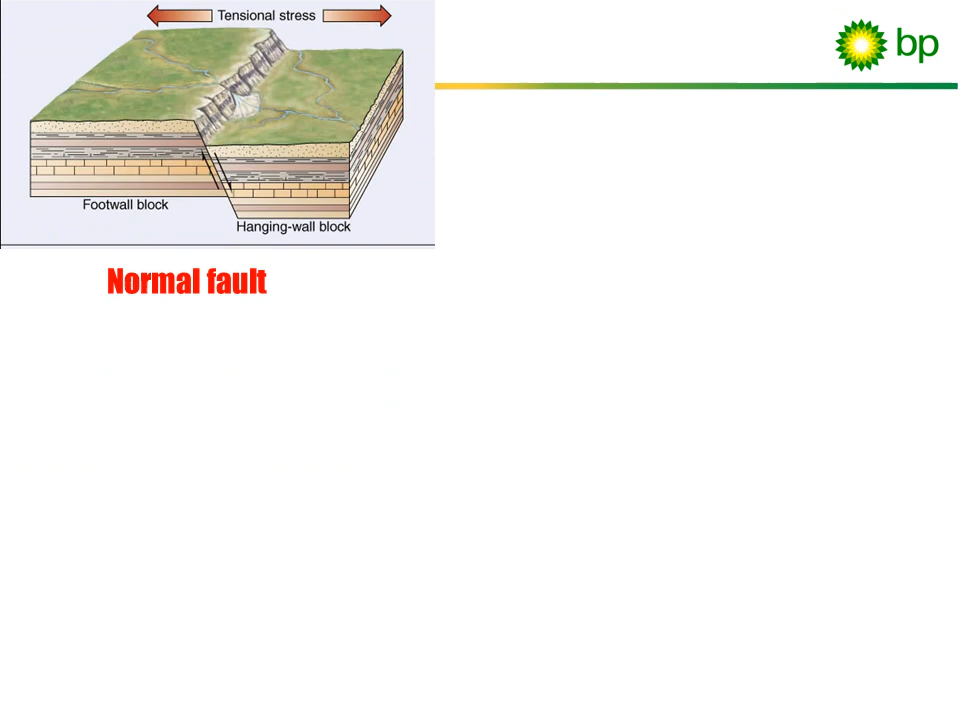 Tensional stress
bp
Footwall block
Hanging-wall block
Normal fault